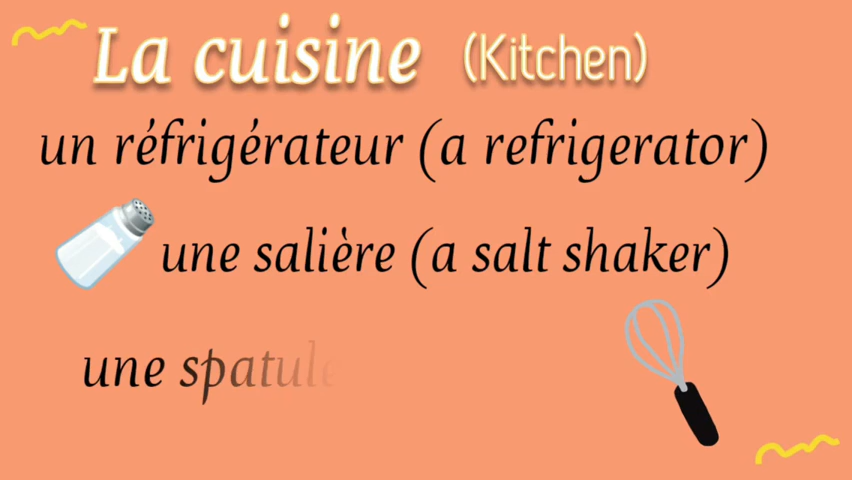 La cuisine (Kitchen)
un réfrigérateur (a refrigerator)
une salière (a salt shaker)
une spatule